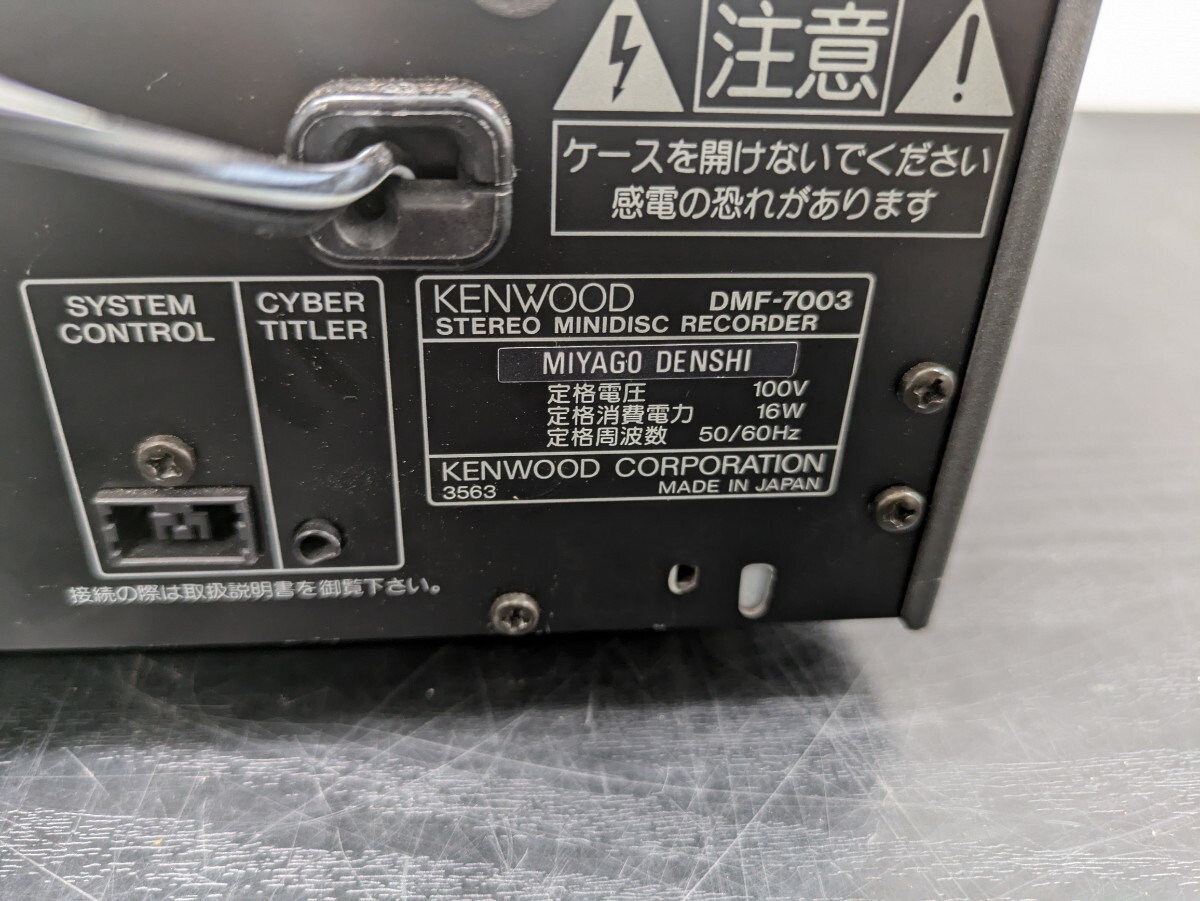 注意
ケースを開けないでください
感電の恐れがあります
SYSTEM
CONTROL
CYBER
TITLER
KENWOOD DMF-7003
STEREO MINIDISC RECORDER
MIYAGO DENSHI
定格電圧 100V
定格消費電力 16W
定格周波数 50/60Hz
KENWOOD CORPORATION
3563 MADE IN JAPAN
接続の際は取扱説明書を御覧下さい。